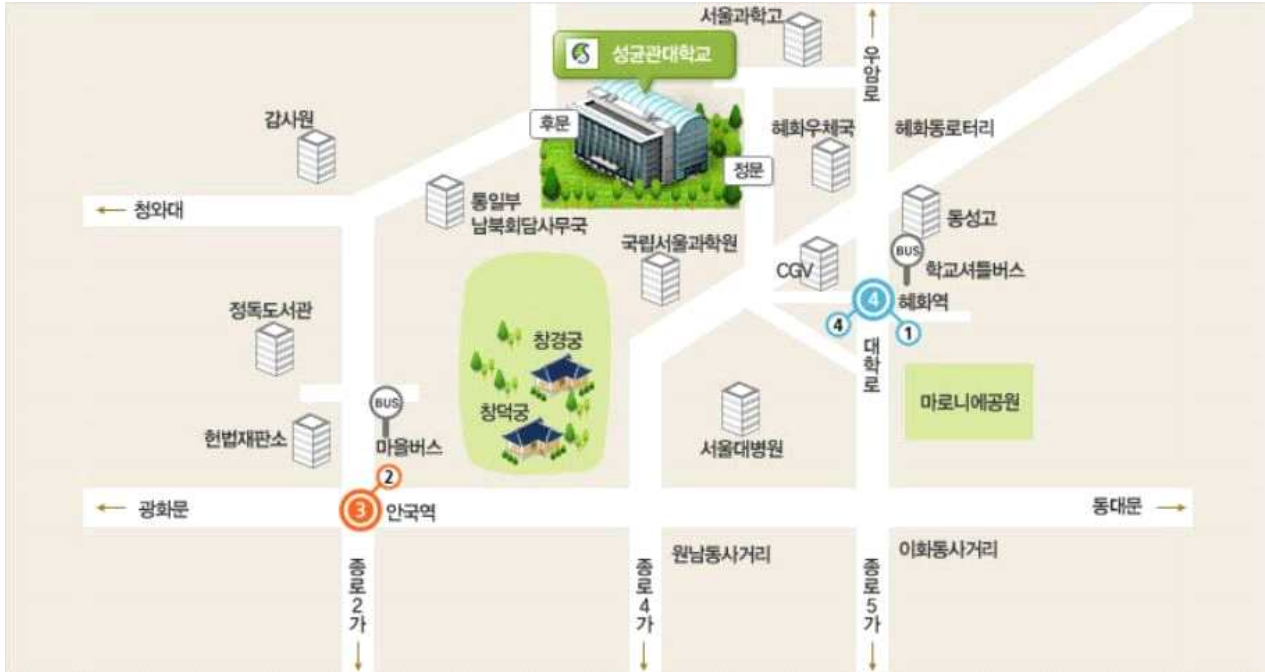 서울과학고
성균관대학교
우암로
감사원
후문
혜화우체국
혜화동로터리
정문
청와대
통일부
남북회담사무국
동성고
국립서울과학원
CGV
BUS
학교셔틀버스
4
혜화역
정독도서관
4
1
창경궁
대학로
BUS
창덕궁
마로니에공원
헌법재판소
마을버스
서울대병원
2
광화문
3
안국역
동대문
원남동사거리
이화동사거리
종로2가
종로4가
종로5가